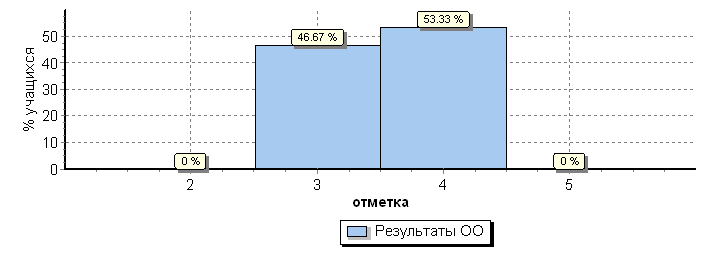 % учащихся
50
40
30
20
10
0
0 %
46.67 %
53.33 %
0 %
2 3 4 5
отметка
Результаты ОО